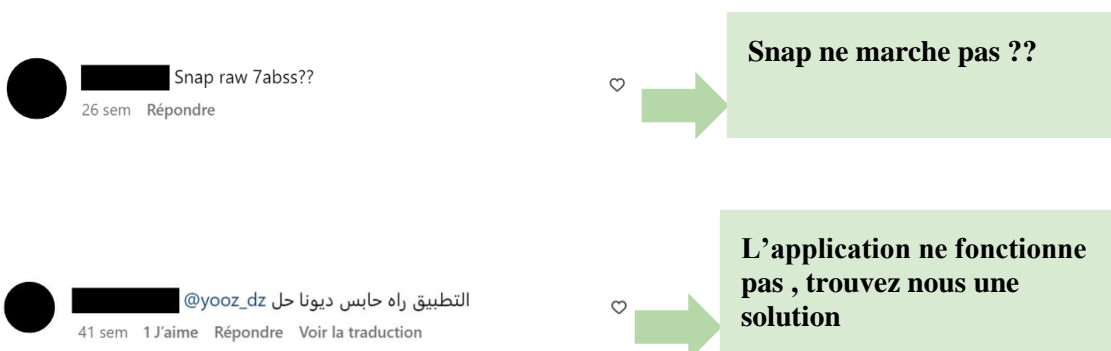 Snap raw 7abss??
26 sem Répondre
Snap ne marche pas ??
@yooz_dz التطبيق راه حابس ديونا حل
41 sem 1 J'aime Répondre Voir la traduction
L’application ne fonctionne
pas , trouvez nous une
solution